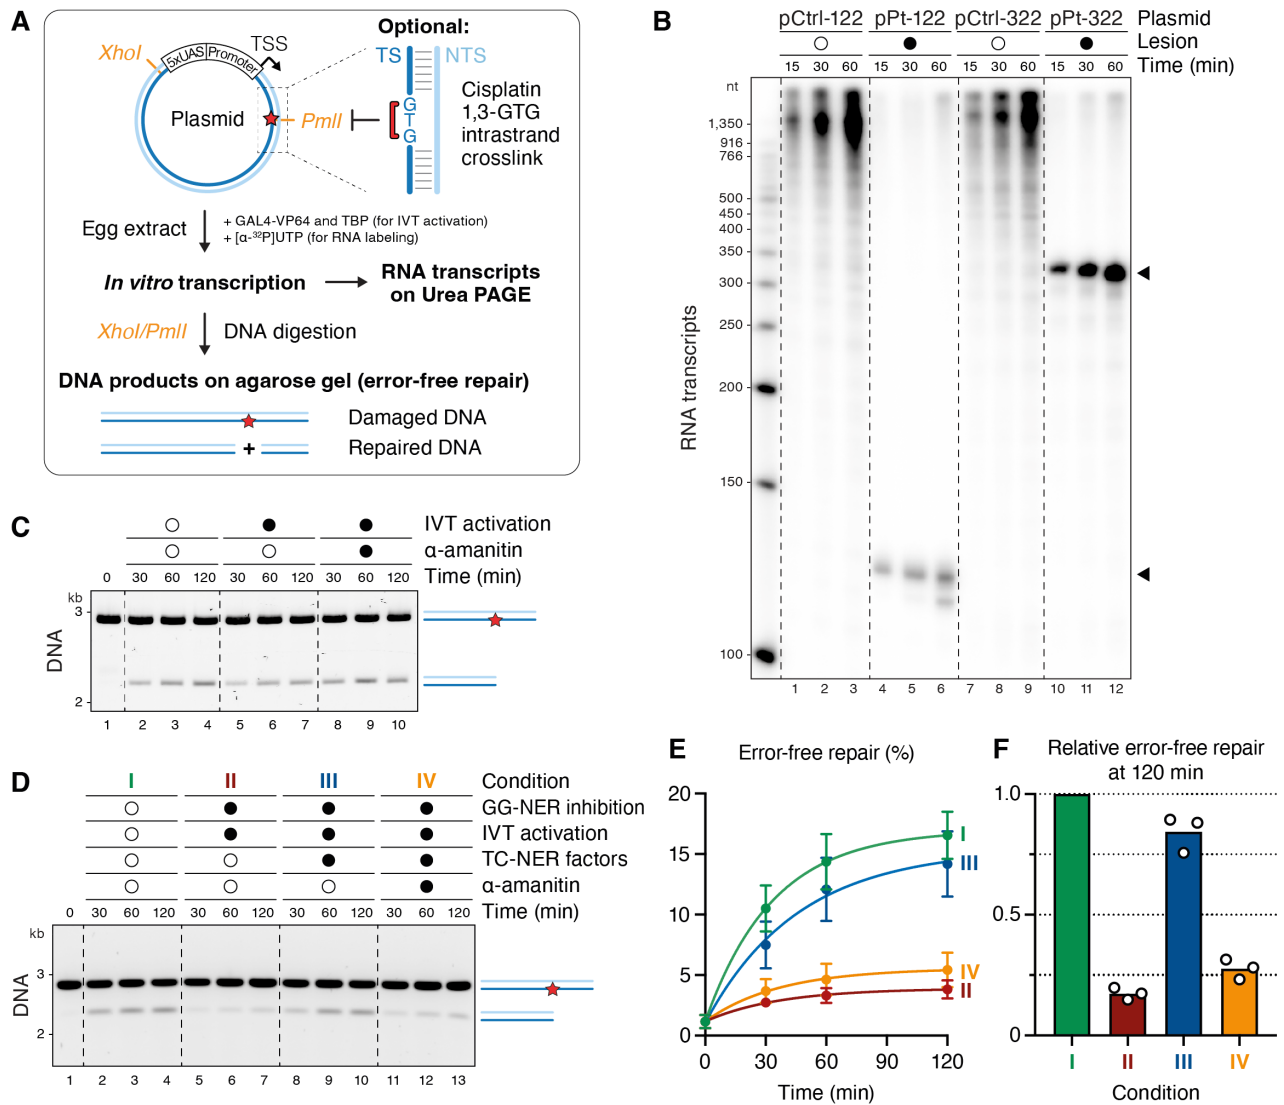 A
Optional:
XhoI
5xUAS
Promoter
TSS
TS
NTS
Plasmid
PmlI
G
T
G
Cisplatin
1,3-GTG
intrastrand
crosslink
Egg extract
+ GAL4-VP64 and TBP (for IVT activation)
+ [α-³²P]UTP (for RNA labeling)
In vitro transcription
RNA transcripts
on Urea PAGE
XhoI/PmlI
DNA digestion
DNA products on agarose gel (error-free repair)
Damaged DNA
+
Repaired DNA
B
pCtrl-122 pPt-122 pCtrl-322 pPt-322 Plasmid
Lesion
15 30 60 15 30 60 15 30 60 15 30 60 Time (min)
nt
1,350
916
766
500
450
400
350
300
250
200
150
100
RNA transcripts
1 2 3 4 5 6 7 8 9 10 11 12
C
IVT activation
α-amanitin
0 30 60 120 30 60 120 30 60 120 Time (min)
kb
3
2
DNA
1 2 3 4 5 6 7 8 9 10
D
I II III IV Condition
GG-NER inhibition
IVT activation
TC-NER factors
α-amanitin
0 30 60 120 30 60 120 30 60 120 30 60 120 Time (min)
kb
3
2
DNA
1 2 3 4 5 6 7 8 9 10 11 12 13
E
Error-free repair (%)
20
15
10
5
0
I
III
IV
II
0 30 60 90 120
Time (min)
F
Relative error-free repair
at 120 min
1.0
0.5
0
I II III IV
Condition